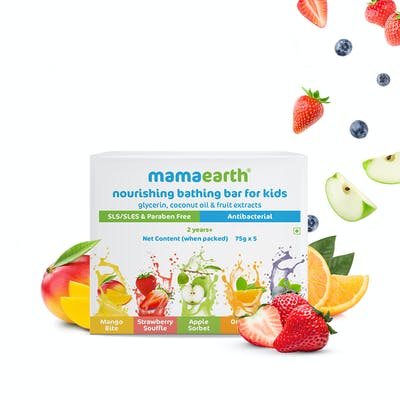 mamaearth®
nourishing bathing bar for kids
glycerin, coconut oil & fruit extracts
SLS/SLES & Paraben Free
Antibacterial
2 years+
Net Content (when packed) 75g x 5
Mango
Bite
Strawberry
Souffle
Apple
Sorbet